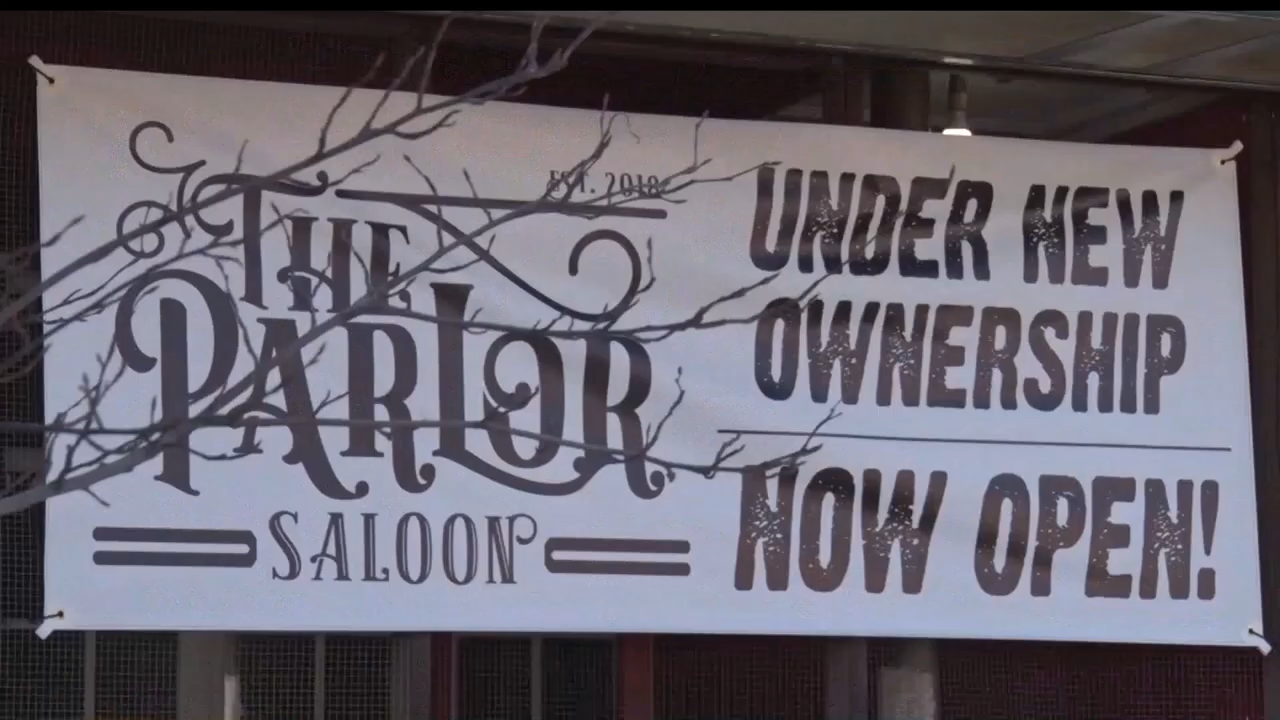 EST. 2018
THE
PARLOR
SALOON
UNDER NEW
OWNERSHIP
NOW OPEN!